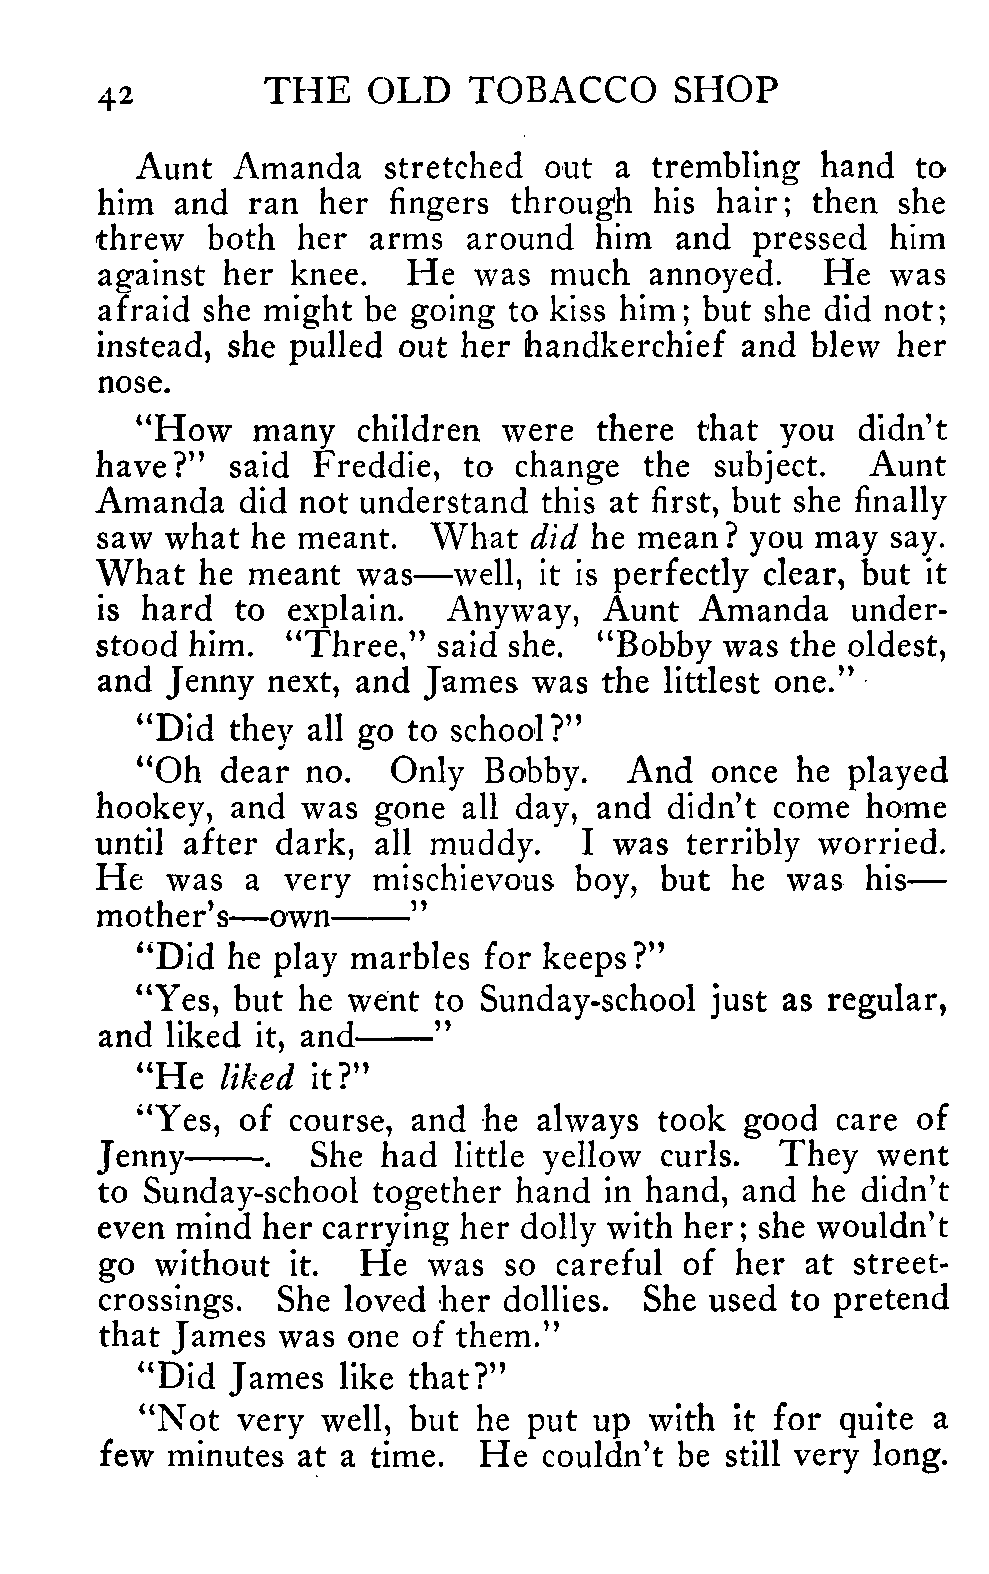 42 THE OLD TOBACCO SHOP
Aunt Amanda stretched out a trembling hand to
him and ran her fingers through his hair; then she
threw both her arms around him and pressed him
against her knee. He was much annoyed. He was
afraid she might be going to kiss him; but she did not;
instead, she pulled out her handkerchief and blew her
nose.
"How many children were there that you didn't
have?" said Freddie, to change the subject. Aunt
Amanda did not understand this at first, but she finally
saw what he meant. What did he mean? you may say.
What he meant was—well, it is perfectly clear, but it
is hard to explain. Anyway, Aunt Amanda under-
stood him. "Three," said she. "Bobby was the oldest,
and Jenny next, and James was the littlest one."
"Did they all go to school?"
"Oh dear no. Only Bobby. And once he played
hookey, and was gone all day, and didn't come home
until after dark, all muddy. I was terribly worried.
He was a very mischievous boy, but he was his—
mother's—own——"
"Did he play marbles for keeps?"
"Yes, but he went to Sunday-school just as regular,
and liked it, and——"
"He liked it?"
"Yes, of course, and he always took good care of
Jenny——. She had little yellow curls. They went
to Sunday-school together hand in hand, and he didn't
even mind her carrying her dolly with her; she wouldn't
go without it. He was so careful of her at street-
crossings. She loved her dollies. She used to pretend
that James was one of them."
"Did James like that?"
"Not very well, but he put up with it for quite a
few minutes at a time. He couldn't be still very long.